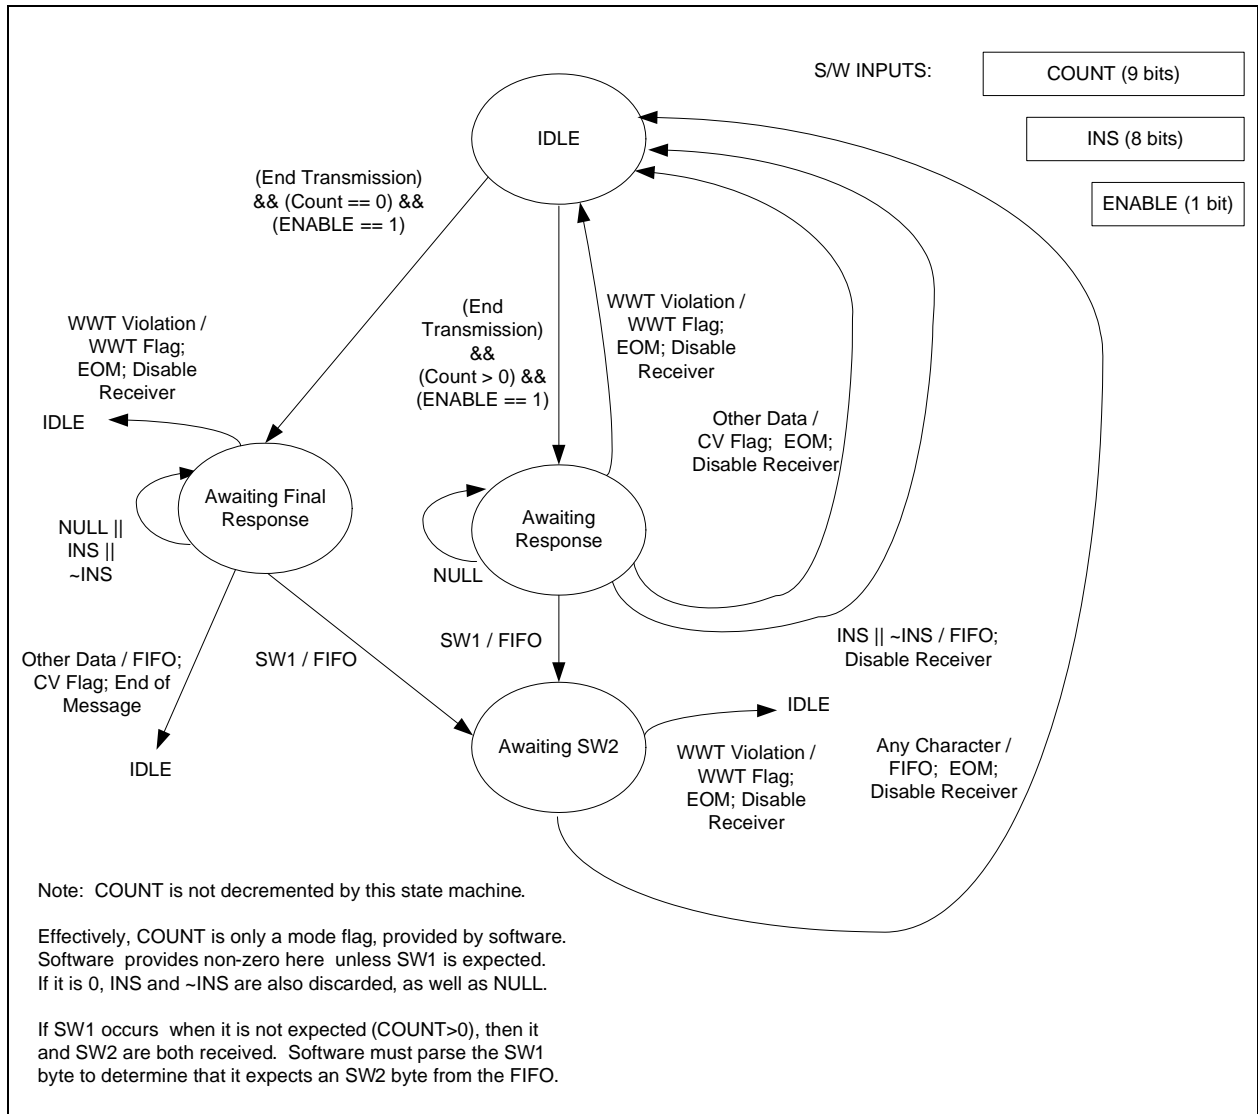 S/W INPUTS:
COUNT (9 bits)
INS (8 bits)
ENABLE (1 bit)
IDLE
(End Transmission)
&& (Count == 0) &&
(ENABLE == 1)
(End
Transmission)
&&
(Count > 0) &&
(ENABLE == 1)
WWT Violation /
WWT Flag;
EOM; Disable
Receiver
WWT Violation /
WWT Flag;
EOM; Disable
Receiver
IDLE
Other Data /
CV Flag;  EOM;
Disable Receiver
Awaiting Final
Response
NULL ||
INS ||
~INS
Awaiting
Response
NULL
Other Data / FIFO;
CV Flag; End of
Message
SW1 / FIFO
SW1 / FIFO
INS || ~INS / FIFO;
Disable Receiver
IDLE
Awaiting SW2
IDLE
WWT Violation /
WWT Flag;
EOM; Disable
Receiver
Any Character /
FIFO;  EOM;
Disable Receiver
Note:  COUNT is not decremented by this state machine.
Effectively, COUNT is only a mode flag, provided by software.
Software  provides non-zero here  unless SW1 is expected.
If it is 0, INS and ~INS are also discarded, as well as NULL.
If SW1 occurs  when it is not expected (COUNT>0), then it
and SW2 are both received.  Software must parse the SW1
byte to determine that it expects an SW2 byte from the FIFO.